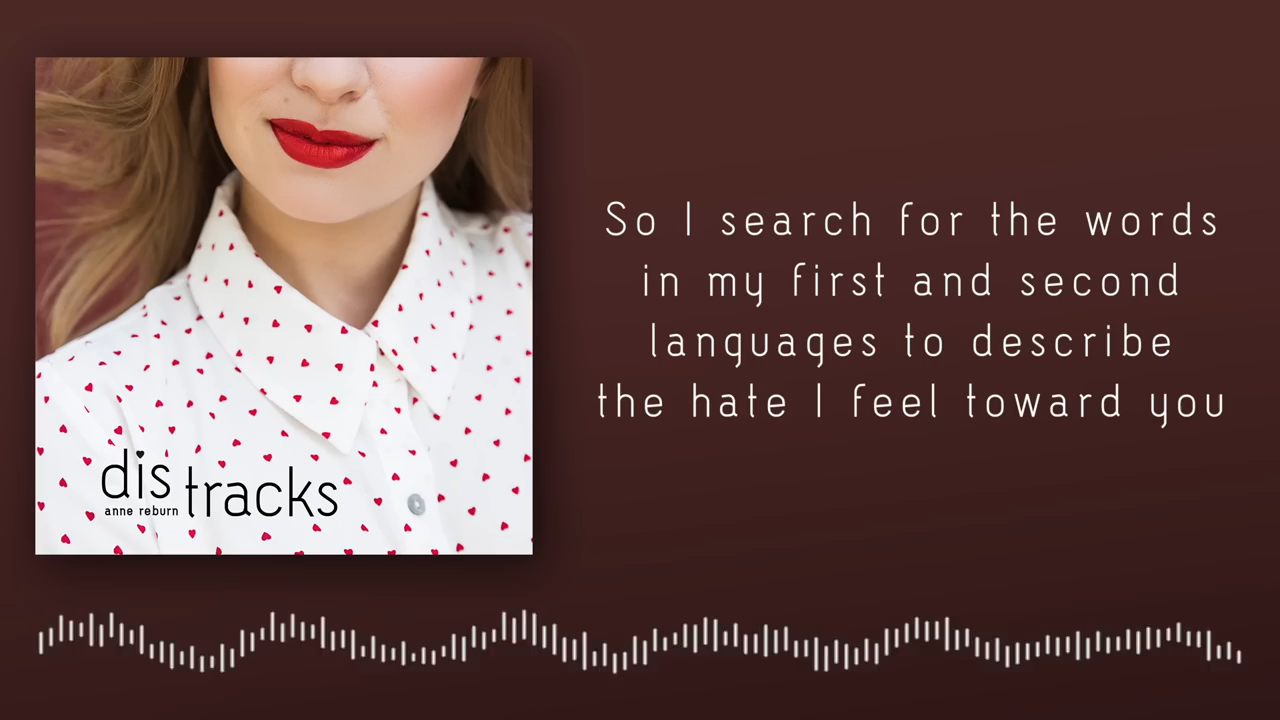 dis
anne reburn tracks
So I search for the words
in my first and second
languages to describe
the hate I feel toward you